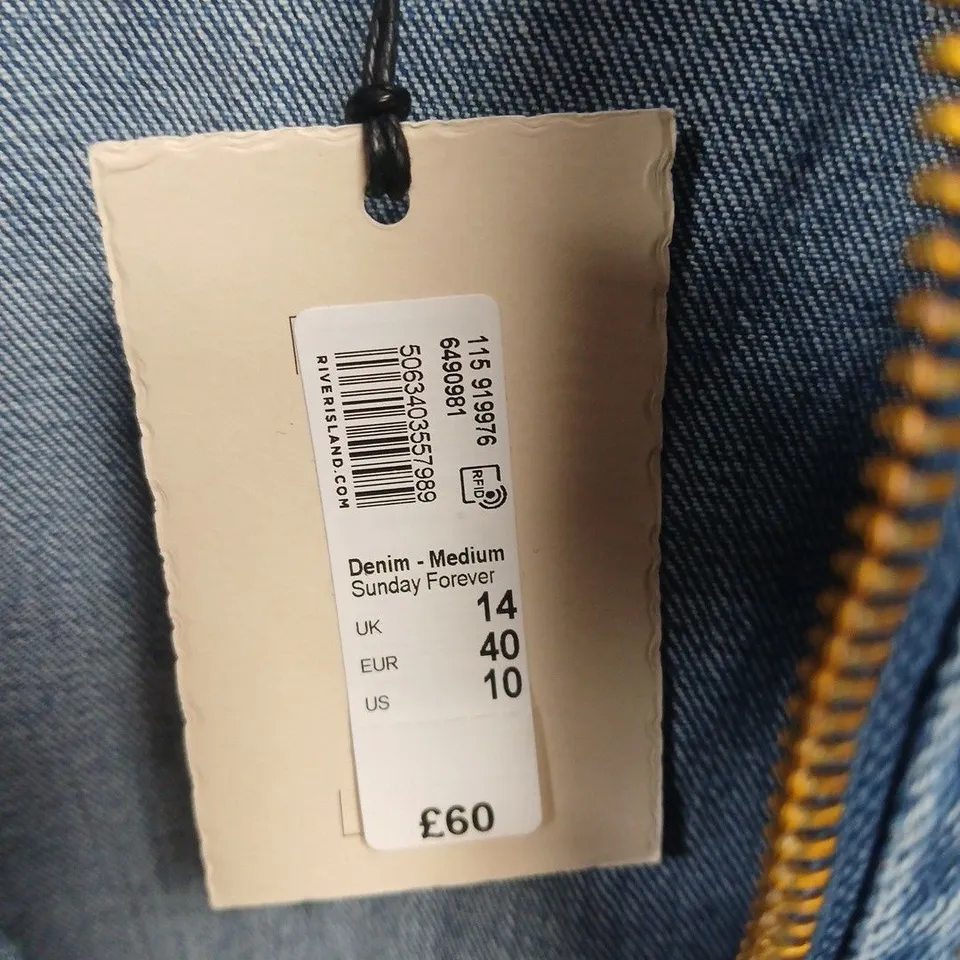 115 919976
6490981
RFID
5063403557989
RIVERISLAND.COM
Denim - Medium
Sunday Forever
UK 14
EUR 40
US 10
£60